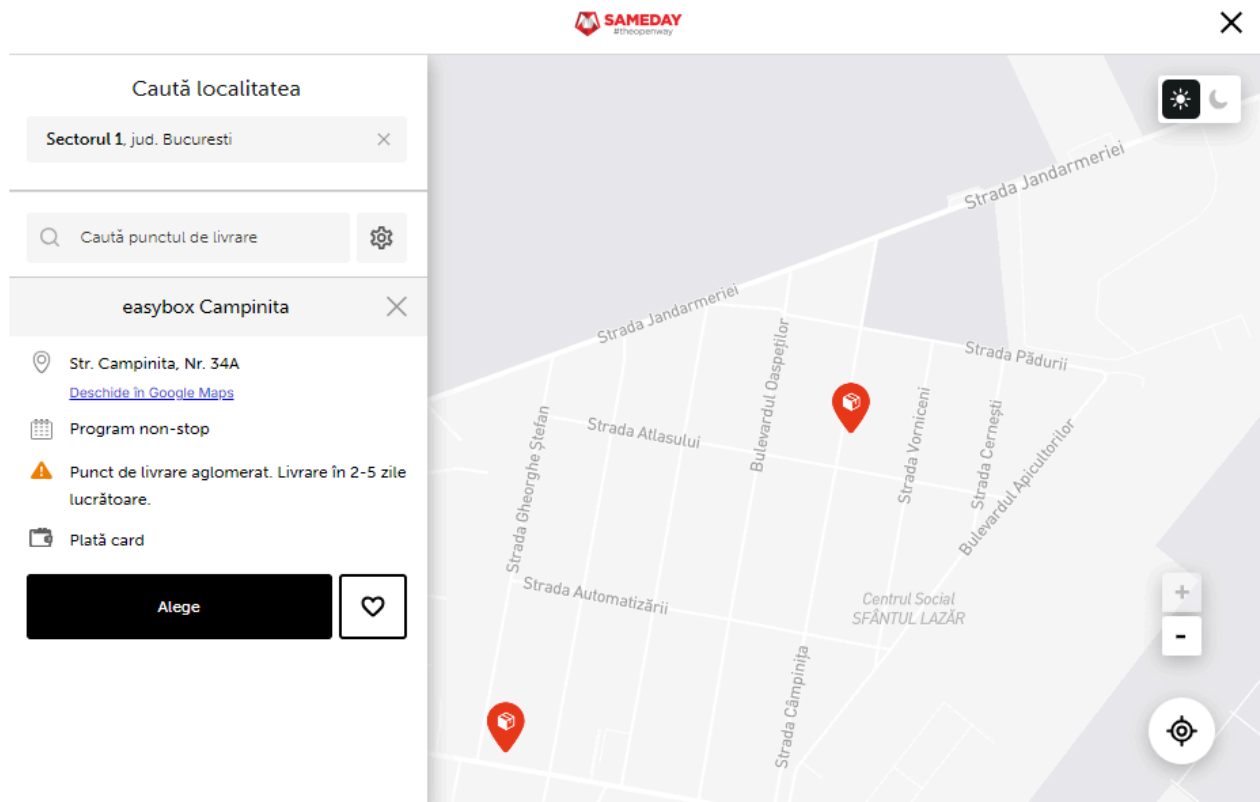 SAMEDAY
#theopenway
Caută localitatea
Sectorul 1, jud. Bucuresti
Caută punctul de livrare
easybox Campinita
Str. Campinita, Nr. 34A
Deschide în Google Maps
Program non-stop
Punct de livrare aglomerat. Livrare în 2-5 zile
lucrătoare.
Plată card
Alege
Strada Jandarmeriei
Strada Jandarmeriei
Strada Pădurii
Bulevardul Oaspeților
Strada Atlasului
Strada Vorniceni
Strada Cernești
Strada Gheorghe Ștefan
Bulevardul Apicultorilor
Strada Automatizării
Centrul Social
SFÂNTUL LAZĂR
Strada Câmpinița
+
-